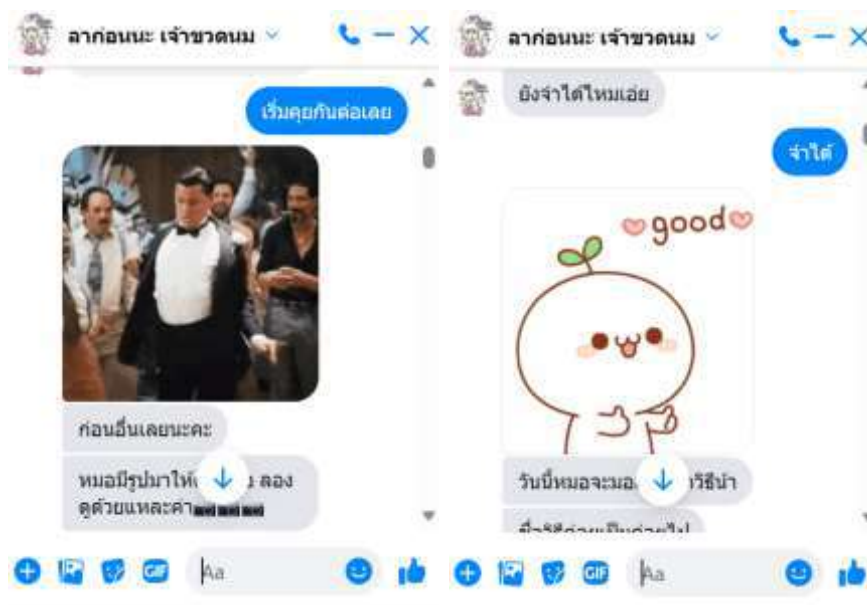 ลาก่อนนะ เจ้าขวดนม
เริ่มคุยกันต่อเลย
ก่อนอื่นเลยนะคะ
หมอมีรูปมาให้ ลอง
ดูด้วยแหละค่า
Aa
GIF
ลาก่อนนะ เจ้าขวดนม
ยังจำได้ไหมเอ่ย
จำได้
good
วันนี้หมอจะ วิธีนำ
Aa
GIF